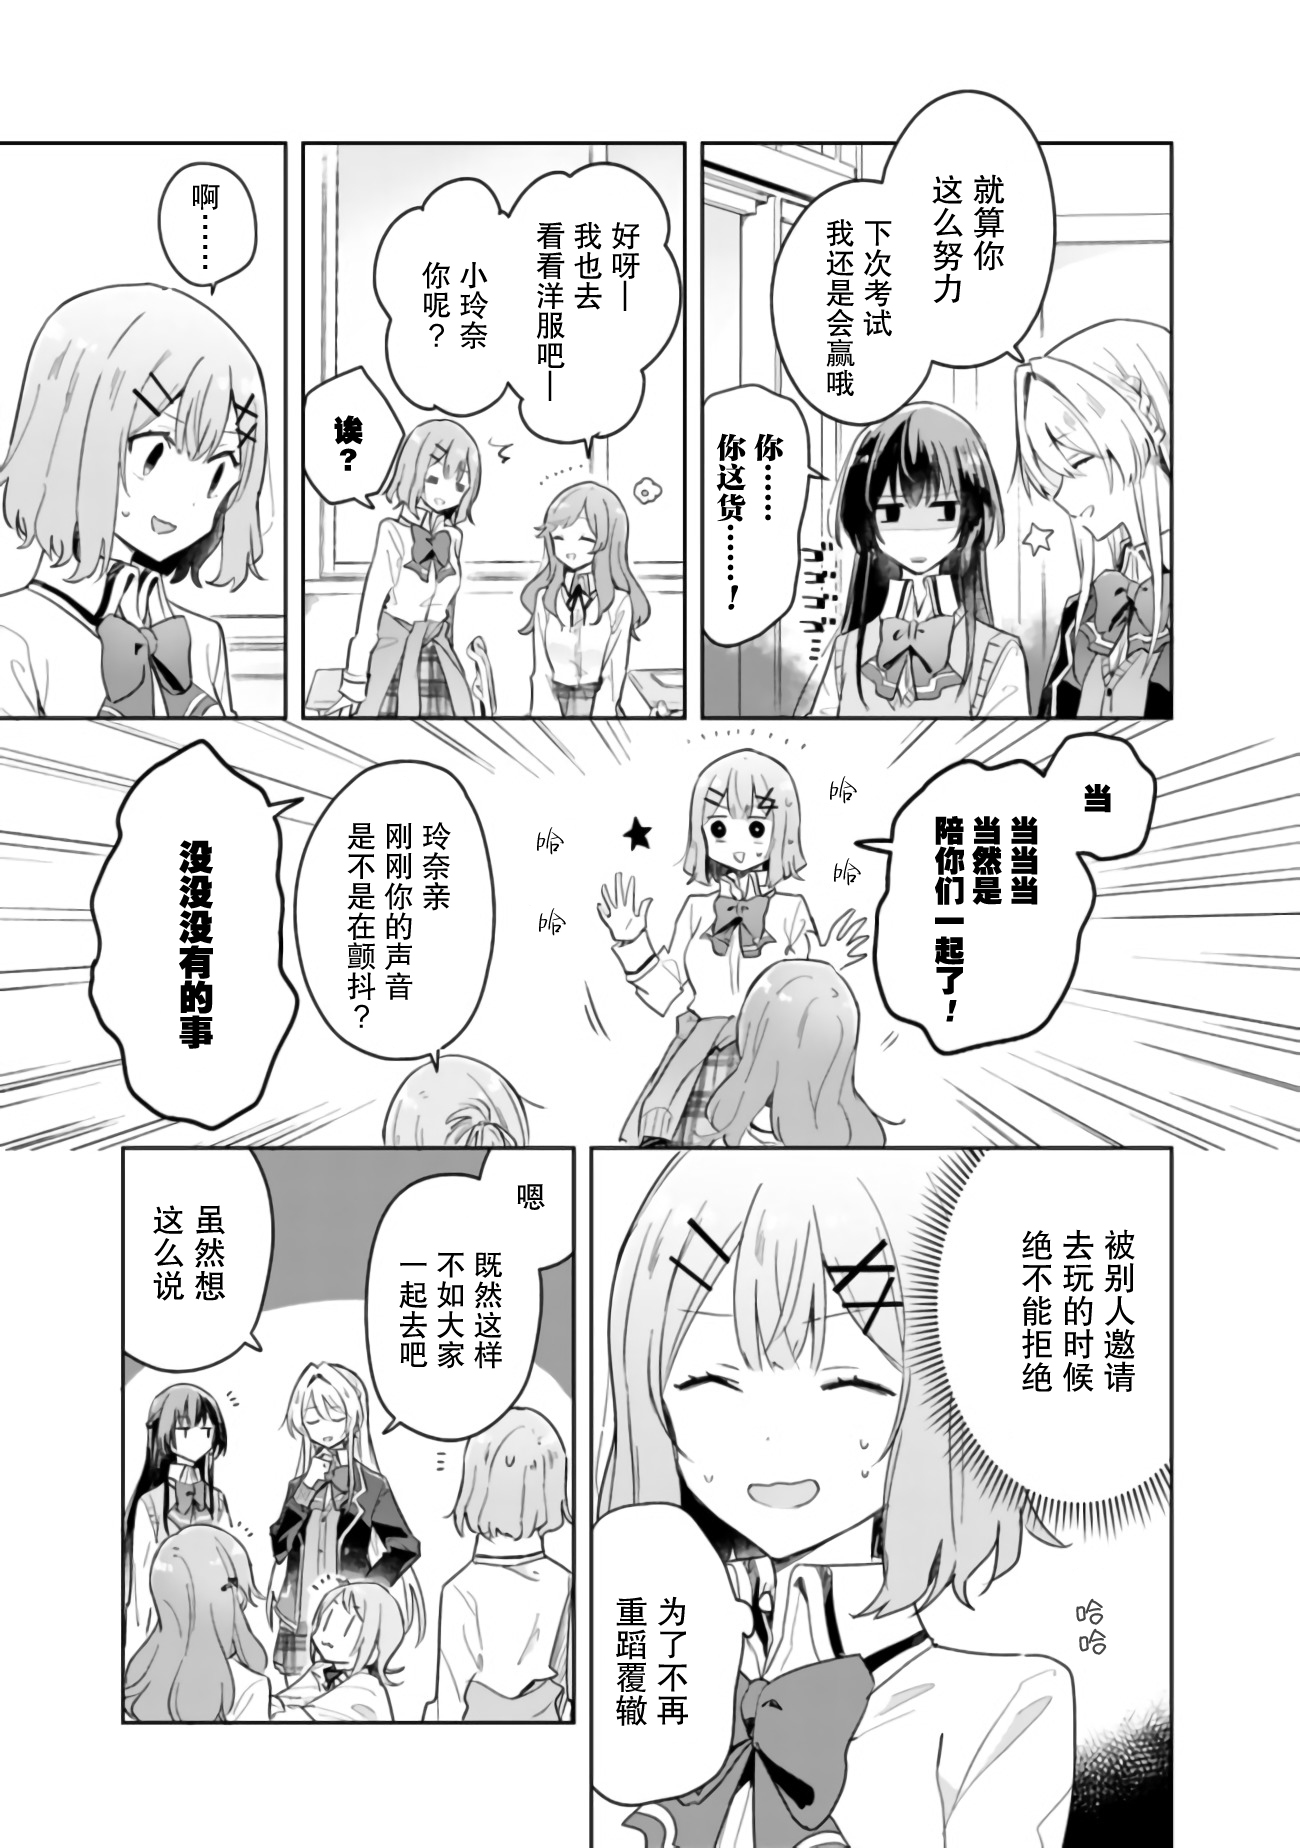 就算你
这么努力
下次考试
我还是会赢哦
你……
你这货……！
好呀—
我也去
看看洋服吧—
小玲奈
你呢？
诶？
啊……
当
当当当
当然是
陪你们一起了！
哈
哈
哈
哈
玲奈亲
刚刚你的声音
是不是在颤抖？
没没没有的事
被别人邀请
去玩的时候
绝不能拒绝
哈
哈
为了不再
重蹈覆辙
嗯
既然这样
不如大家
一起去吧
虽然想
这么说